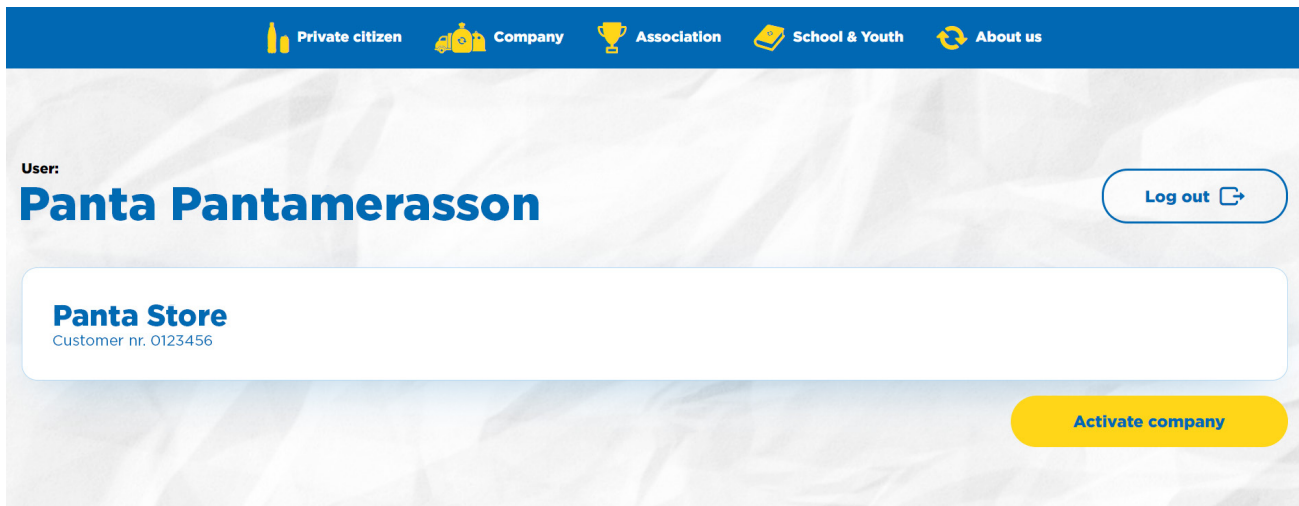 Private citizen Company Association School & Youth About us
User:
Panta Pantamerasson
Log out
Panta Store
Customer nr. 0123456
Activate company